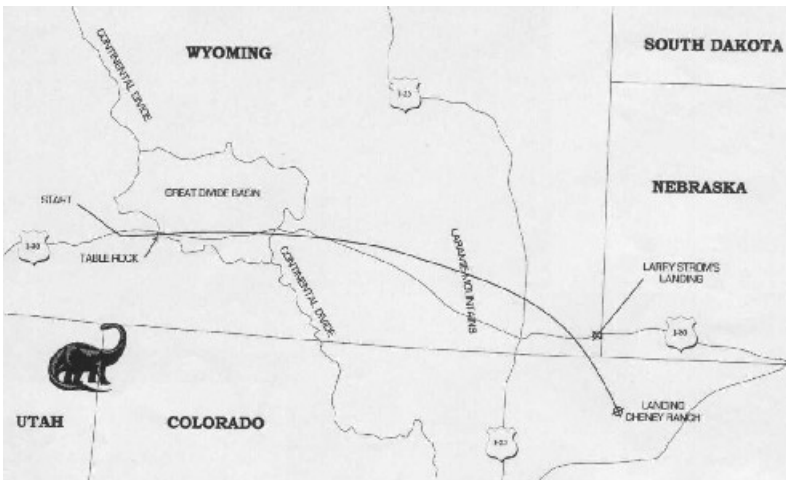 WYOMING
SOUTH DAKOTA
CONTINENTAL DIVIDE
I-25
GREAT DIVIDE BASIN
NEBRASKA
START
I-80
TABLE ROCK
CONTINENTAL DIVIDE
LARAMIE MOUNTAINS
LARRY STROM'S
LANDING
I-80
UTAH
COLORADO
LANDING
CHENEY RANCH
I-25